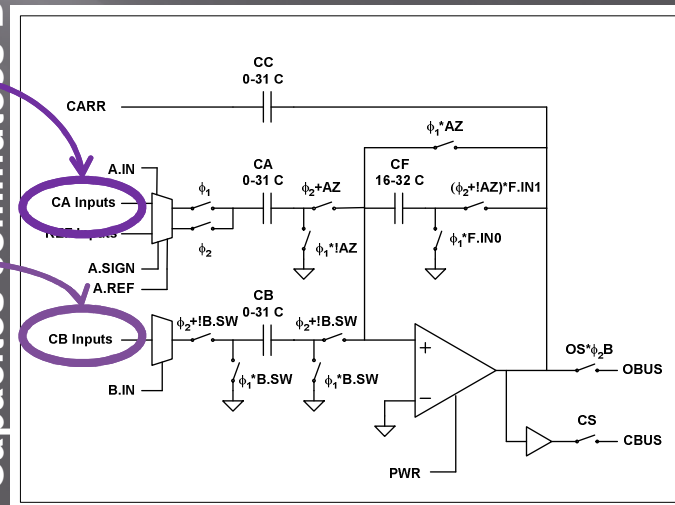 CC
0-31 C
CARR
ϕ1*AZ
A.IN
CA
0-31 C
CF
16-32 C
ϕ1
ϕ2+AZ
(ϕ2+!AZ)*F.IN1
CA Inputs
REF Inputs
ϕ2
ϕ1*!AZ
ϕ1*F.IN0
A.SIGN
A.REF
CB
0-31 C
ϕ2+!B.SW
ϕ2+!B.SW
CB Inputs
+
OS*ϕ2B
OBUS
ϕ1*B.SW
ϕ1*B.SW
B.IN
−
CS
CBUS
PWR